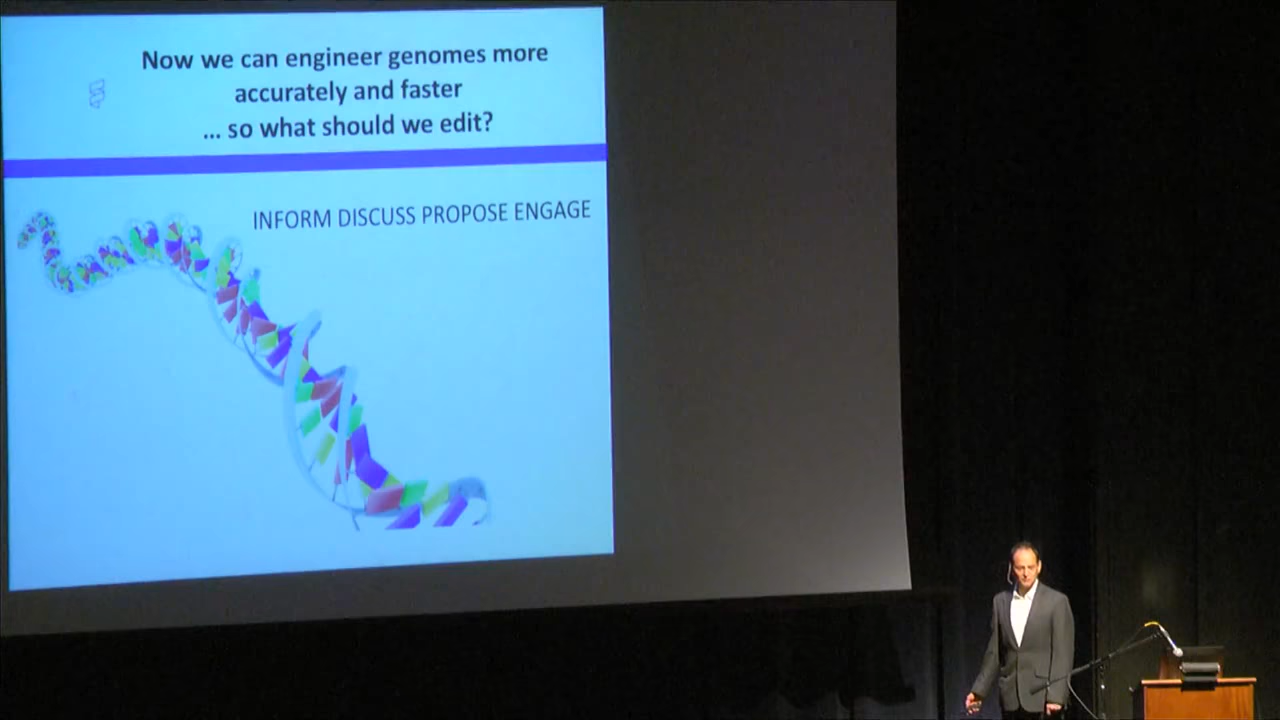 Now we can engineer genomes more
accurately and faster
... so what should we edit?
INFORM DISCUSS PROPOSE ENGAGE